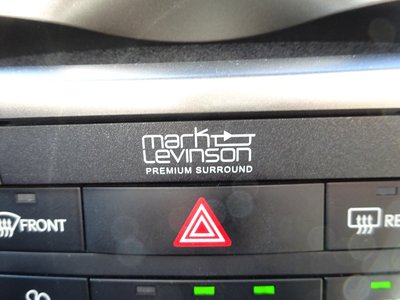 mark
Levinson
PREMIUM SURROUND
FRONT